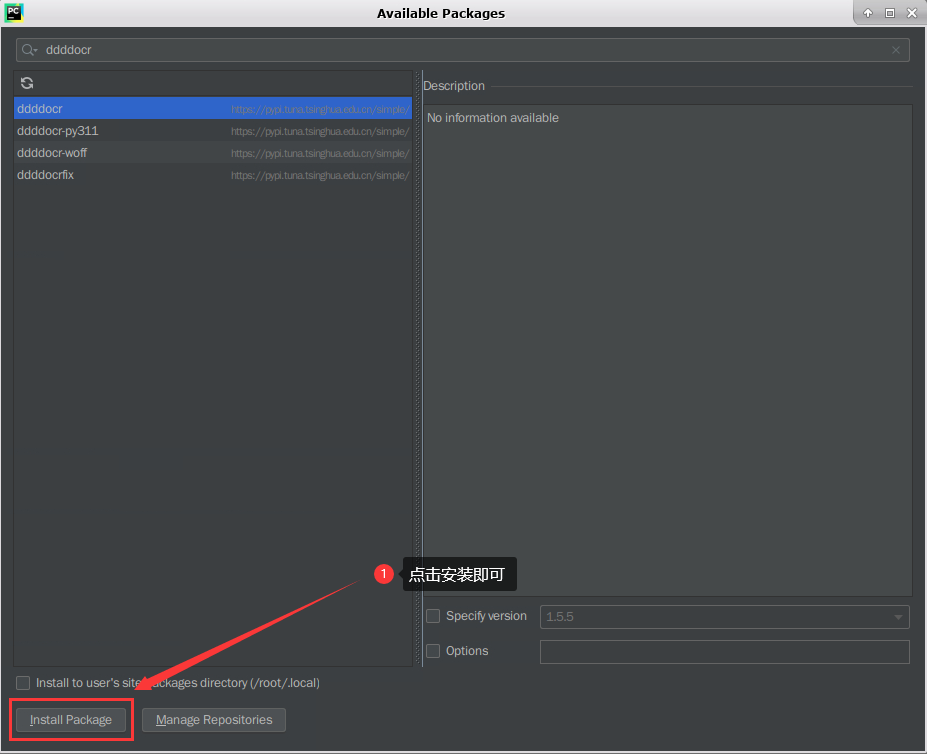 PC
Available Packages
ddddocr
Description
ddddocr https://pypi.tuna.tsinghua.edu.cn/simple/
No information available
ddddocr-py311 https://pypi.tuna.tsinghua.edu.cn/simple/
ddddocr-woff https://pypi.tuna.tsinghua.edu.cn/simple/
ddddocrfix https://pypi.tuna.tsinghua.edu.cn/simple/
1 点击安装即可
Specify version 1.5.5
Options
Install to user's site packages directory (/root/.local)
Install Package Manage Repositories